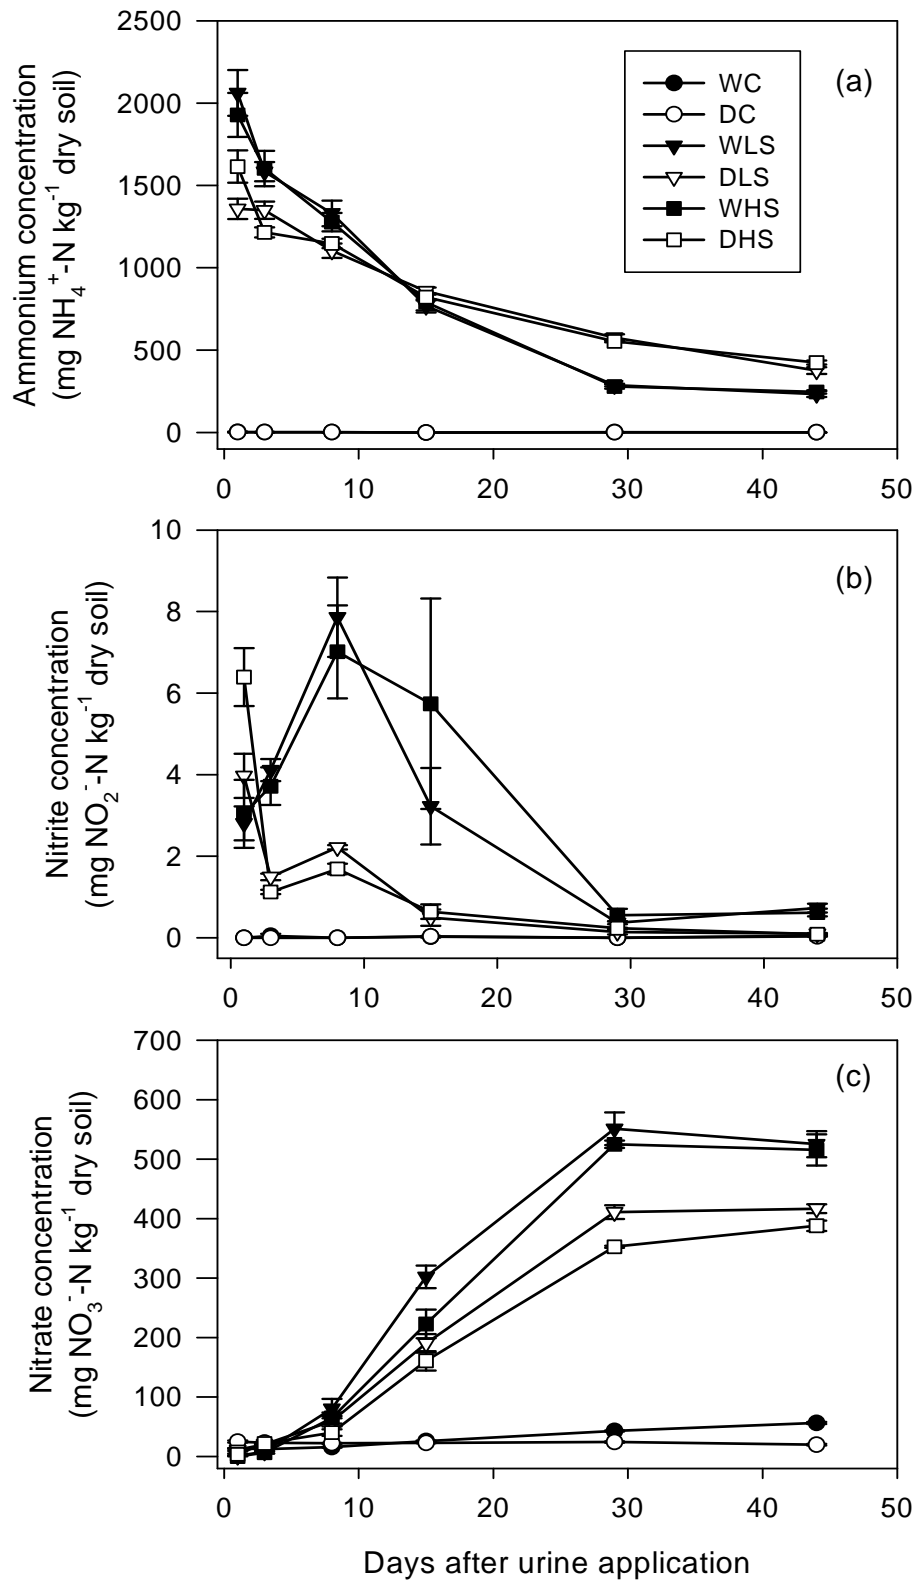 2500
2000
1500
1000
500
0
Ammonium concentration
(mg NH₄⁺-N kg⁻¹ dry soil)
(a)
WC
DC
WLS
DLS
WHS
DHS
0 10 20 30 40 50
10
8
6
4
2
0
Nitrite concentration
(mg NO₂⁻-N kg⁻¹ dry soil)
(b)
0 10 20 30 40 50
700
600
500
400
300
200
100
0
Nitrate concentration
(mg NO₃⁻-N kg⁻¹ dry soil)
(c)
0 10 20 30 40 50
Days after urine application